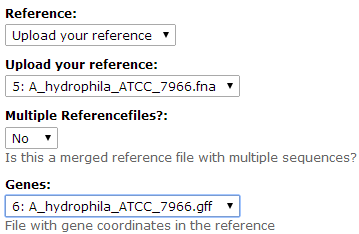 Reference:
Upload your reference
Upload your reference:
5: A_hydrophila_ATCC_7966.fna
Multiple Referencefiles?:
No
Is this a merged reference file with multiple sequences?
Genes:
6: A_hydrophila_ATCC_7966.gff
File with gene coordinates in the reference